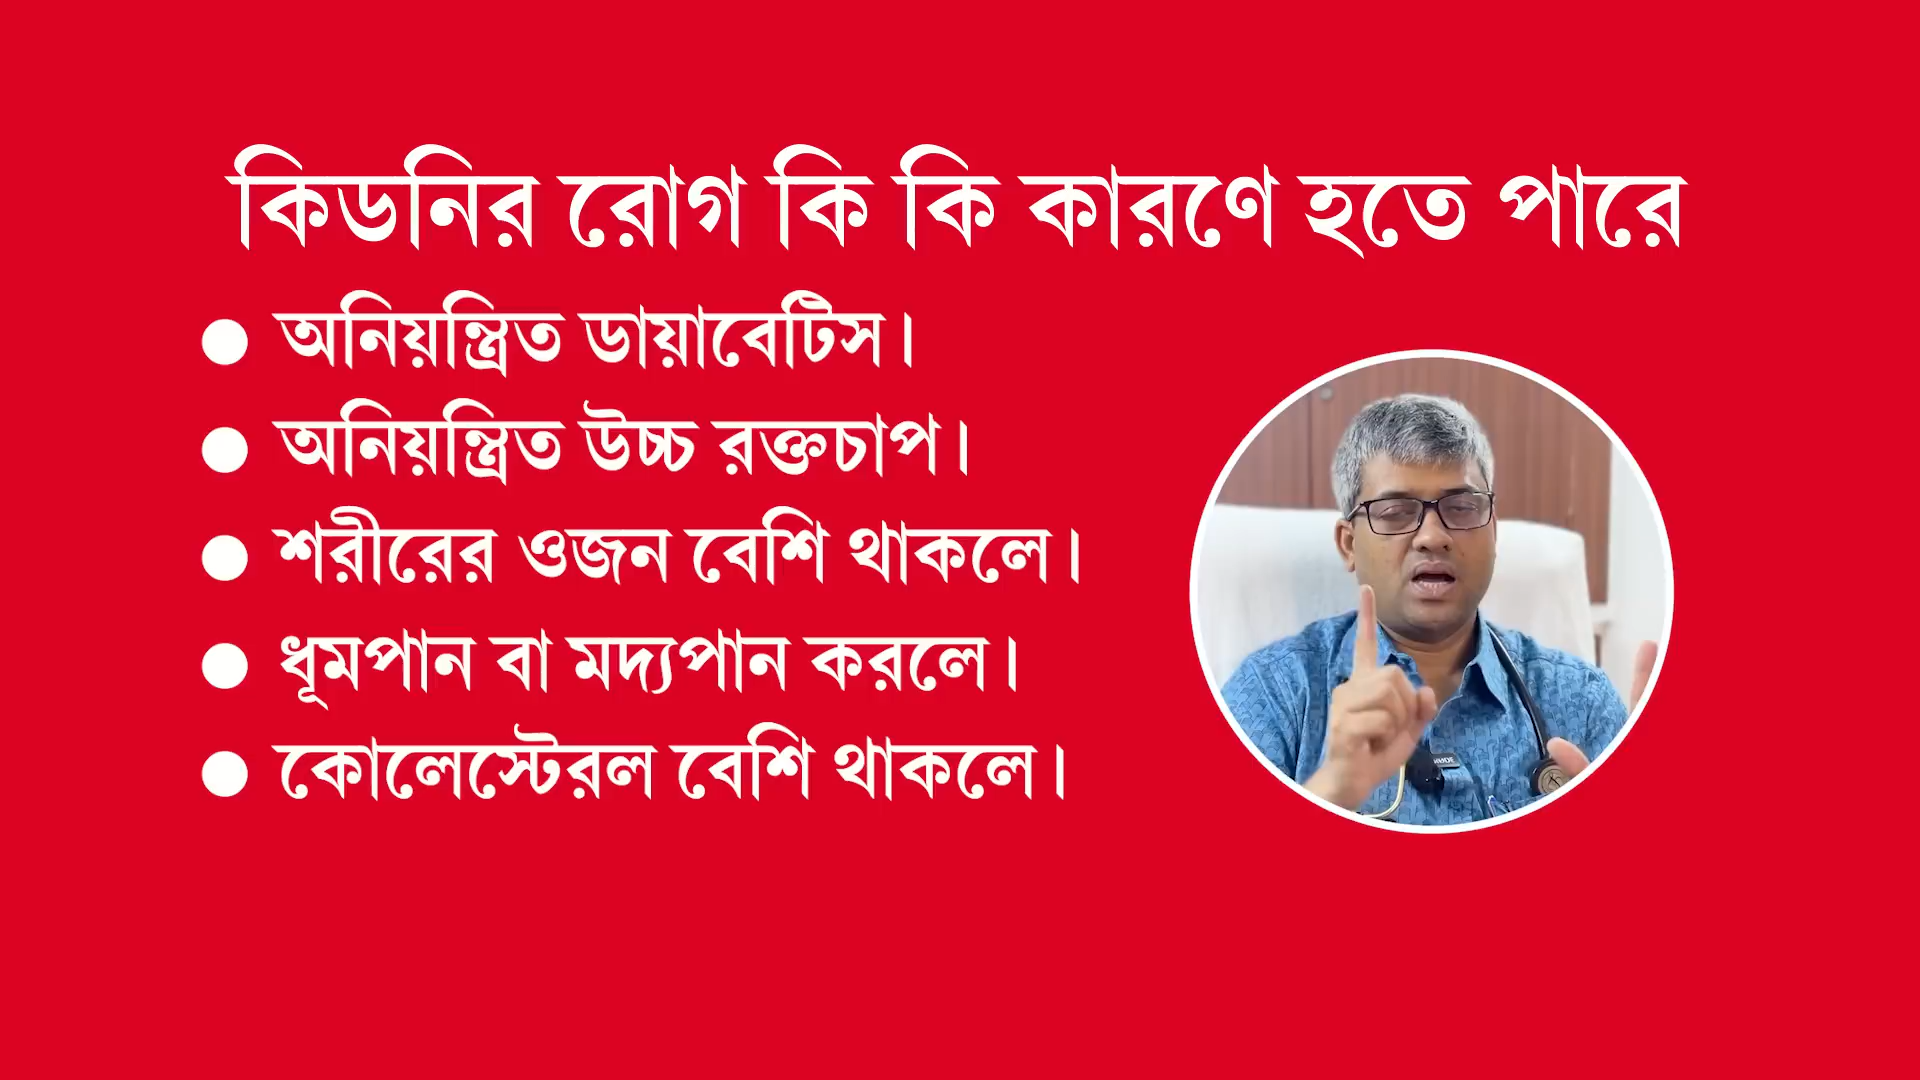 কিডনির রোগ কি কি কারণে হতে পারে
● অনিয়ন্ত্রিত ডায়াবেটিস।
● অনিয়ন্ত্রিত উচ্চ রক্তচাপ।
● শরীরের ওজন বেশি থাকলে।
● ধূমপান বা মদ্যপান করলে।
● কোলেস্টেরল বেশি থাকলে।